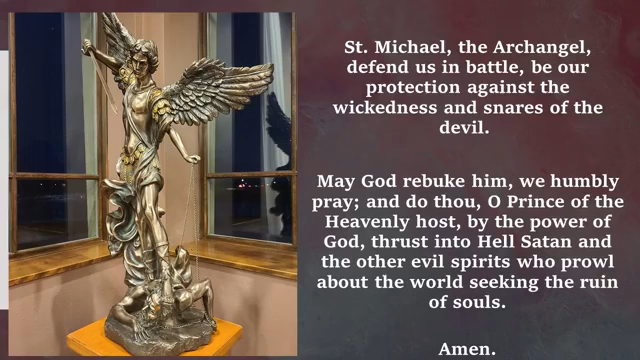 St. Michael, the Archangel,
defend us in battle, be our
protection against the
wickedness and snares of the
devil.
May God rebuke him, we humbly
pray; and do thou, O Prince of the
Heavenly host, by the power of
God, thrust into Hell Satan and
the other evil spirits who prowl
about the world seeking the ruin
of souls.
Amen.